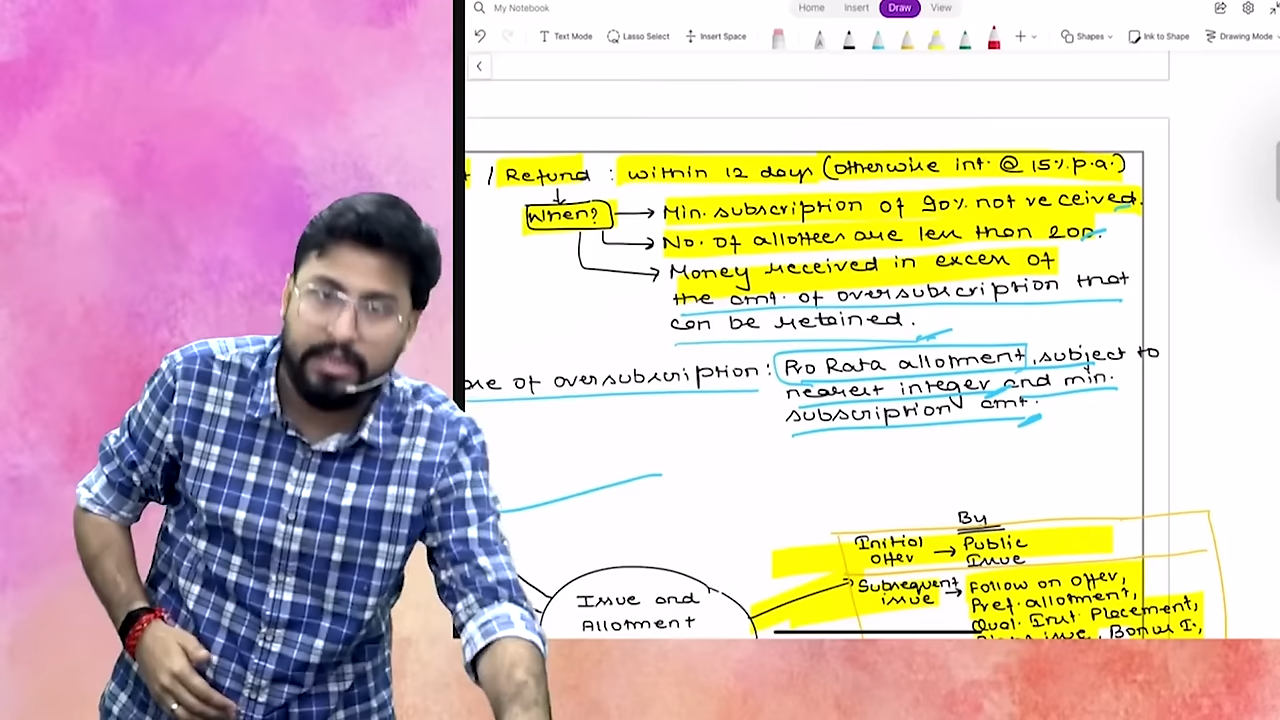 My Notebook
Home Insert Draw View
Text Mode Lasso Select Insert Space Shapes Ink to Shape Drawing Mode
/ Refund : within 12 days (otherwise int. @ 15% p.a.)
When? → Min. subscription of 90% not received.
→ No. of allottees are less than 200.
→ Money received in excess of
the amt. of oversubscription that
can be retained.
of oversubscription : Pro Rata allotment, subject to
nearest integer and min.
subscription amt.
By
Initial offer → Public Issue
Subsequent issue → Follow on offer,
Pref. allotment,
Qual. Inst. Placement,
Issue, Bonus I.,
Issue and
Allotment